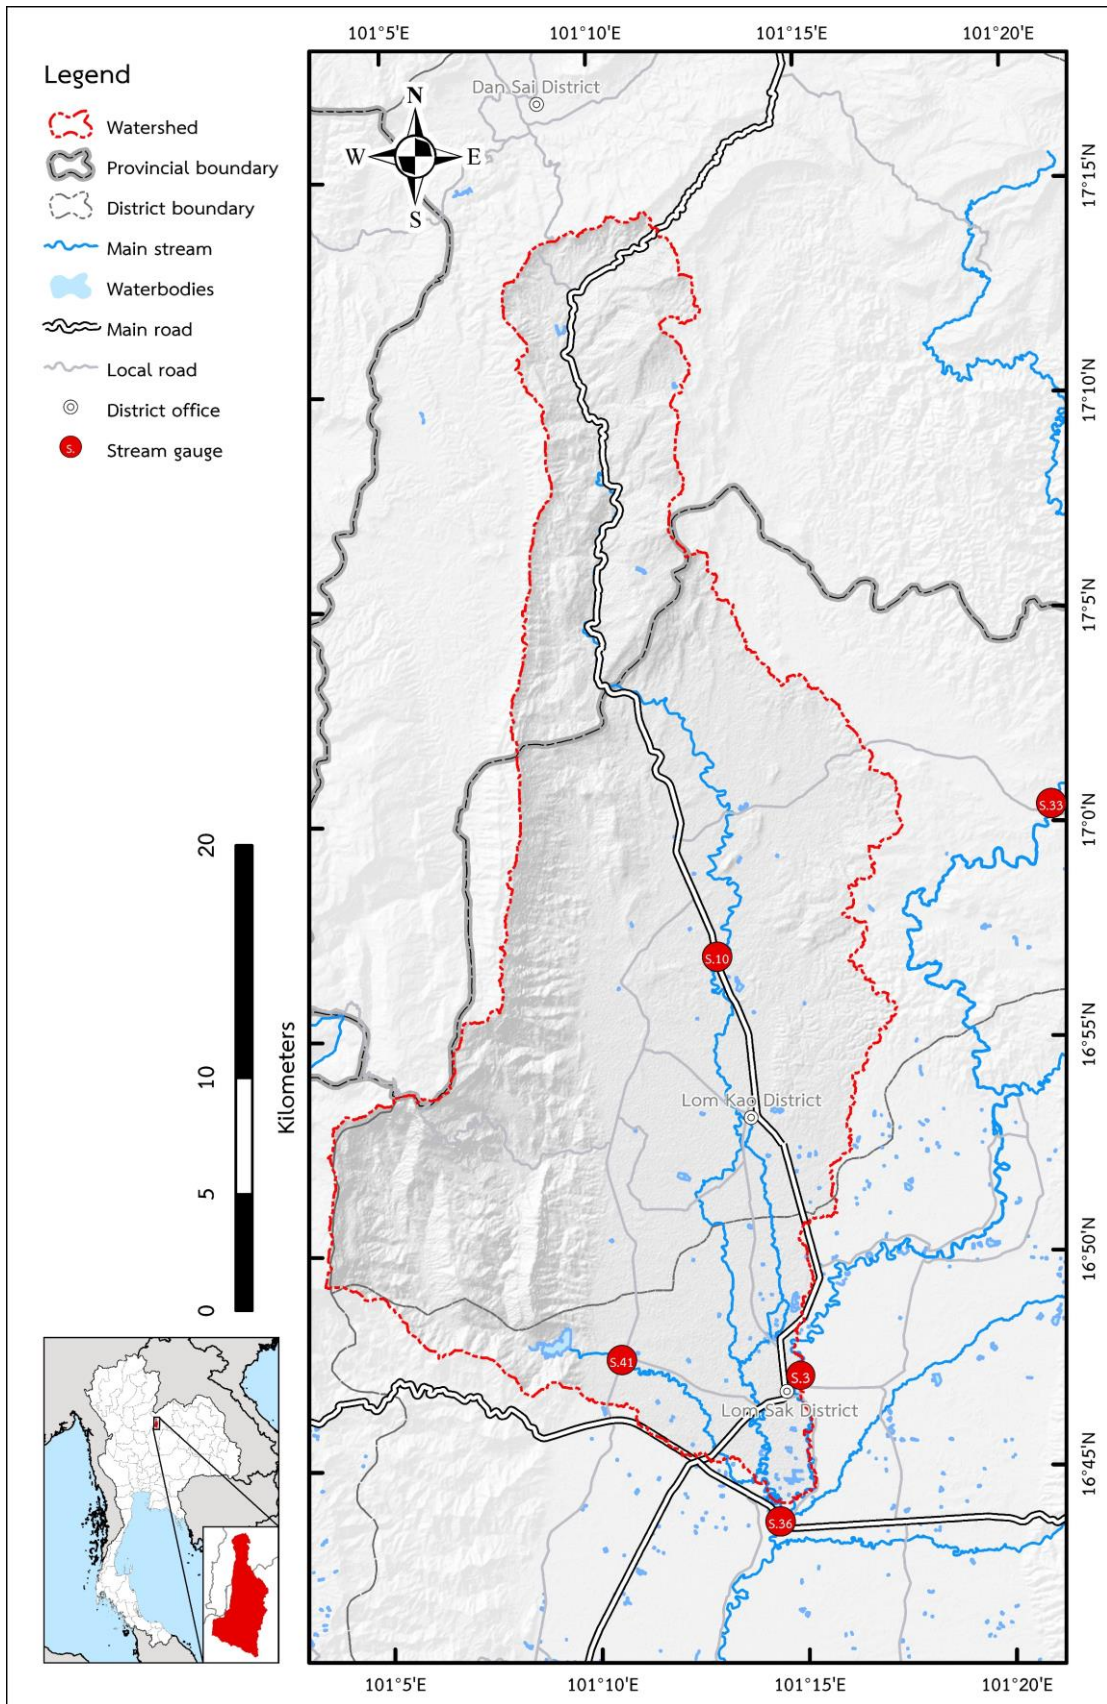 101°5'E
101°10'E
101°15'E
101°20'E
Legend
Watershed
Provincial boundary
District boundary
Main stream
Waterbodies
Main road
Local road
District office
S.
Stream gauge
N
W
E
S
Dan Sai District
17°15'N
17°10'N
17°5'N
17°0'N
16°55'N
16°50'N
16°45'N
S.33
S.10
Lom Kao District
S.41
S.3
Lom Sak District
S.36
20
10
5
0
Kilometers
101°5'E
101°10'E
101°15'E
101°20'E